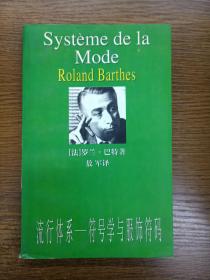 Système de la
Mode
Roland Barthes
[法]罗兰·巴特著
敖军译
流行体系—符号学与服饰符码